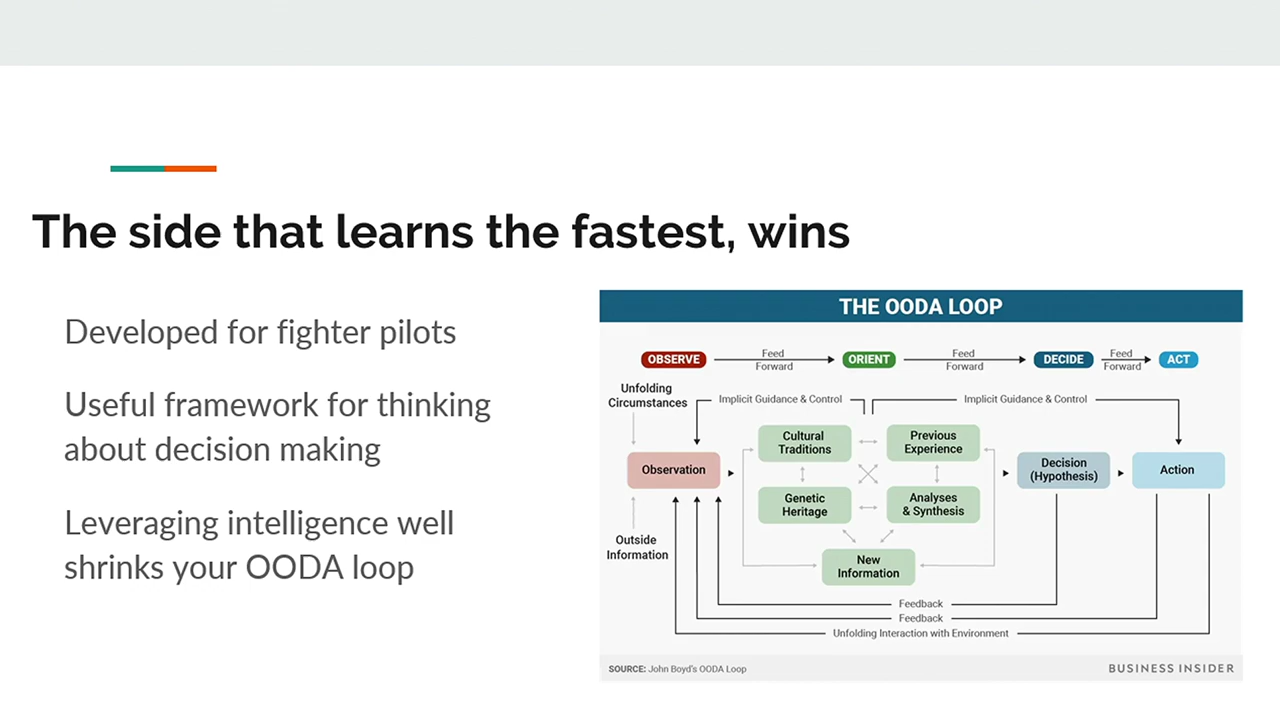 The side that learns the fastest, wins
Developed for fighter pilots
Useful framework for thinking
about decision making
Leveraging intelligence well
shrinks your OODA loop
THE OODA LOOP
OBSERVE
Feed
Forward
ORIENT
Feed
Forward
DECIDE
Feed
Forward
ACT
Unfolding
Circumstances
Implicit Guidance & Control
Implicit Guidance & Control
Cultural
Traditions
Previous
Experience
Observation
Decision
(Hypothesis)
Action
Genetic
Heritage
Analyses
& Synthesis
Outside
Information
New
Information
Feedback
Feedback
Unfolding Interaction with Environment
SOURCE: John Boyd's OODA Loop
BUSINESS INSIDER